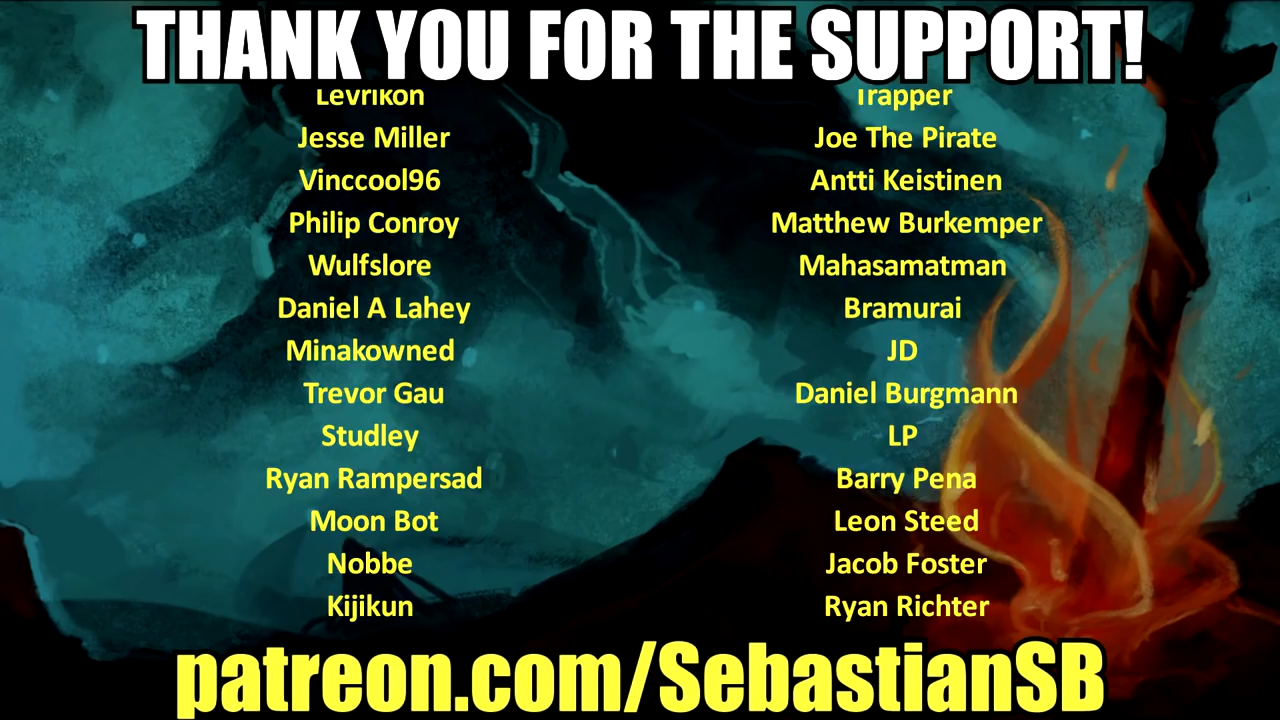 THANK YOU FOR THE SUPPORT!
Levrikon
Jesse Miller
Vinccool96
Philip Conroy
Wulfslore
Daniel A Lahey
Minakowned
Trevor Gau
Studley
Ryan Rampersad
Moon Bot
Nobbe
Kijikun
Trapper
Joe The Pirate
Antti Keistinen
Matthew Burkemper
Mahasamatman
Bramurai
JD
Daniel Burgmann
LP
Barry Pena
Leon Steed
Jacob Foster
Ryan Richter
patreon.com/SebastianSB